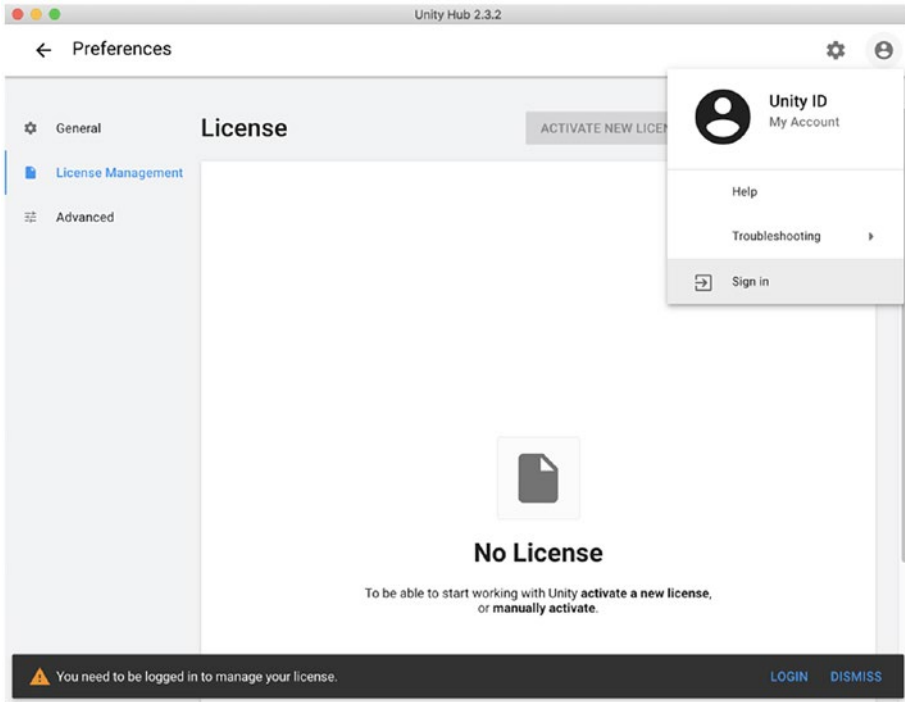 Unity Hub 2.3.2
Preferences
Unity ID
My Account
General
License
ACTIVATE NEW LICEN
License Management
Help
Advanced
Troubleshooting
Sign in
No License
To be able to start working with Unity activate a new license,
or manually activate.
You need to be logged in to manage your license.
LOGIN DISMISS